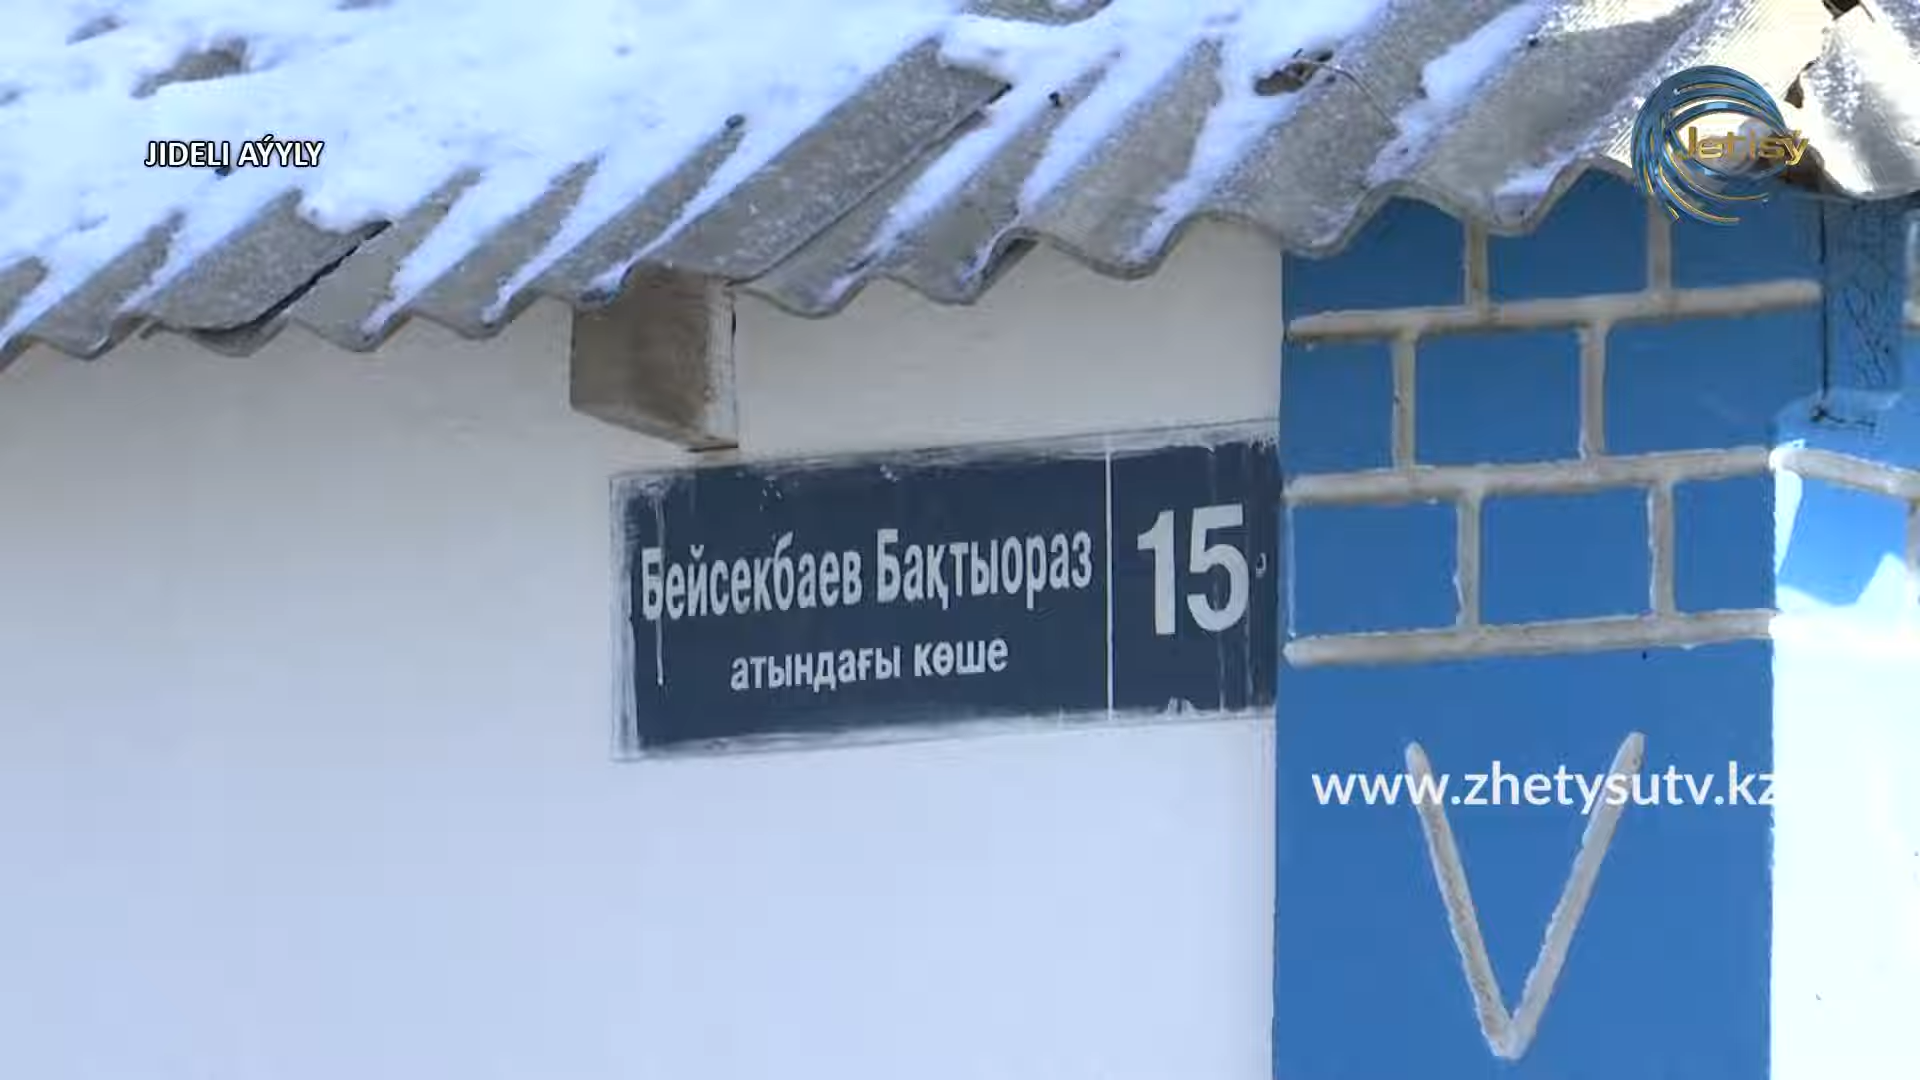 JIDELI AÝYLY
Jetisý
Бейсекбаев Бақтыораз
атындағы көше
15
www.zhetysutv.kz